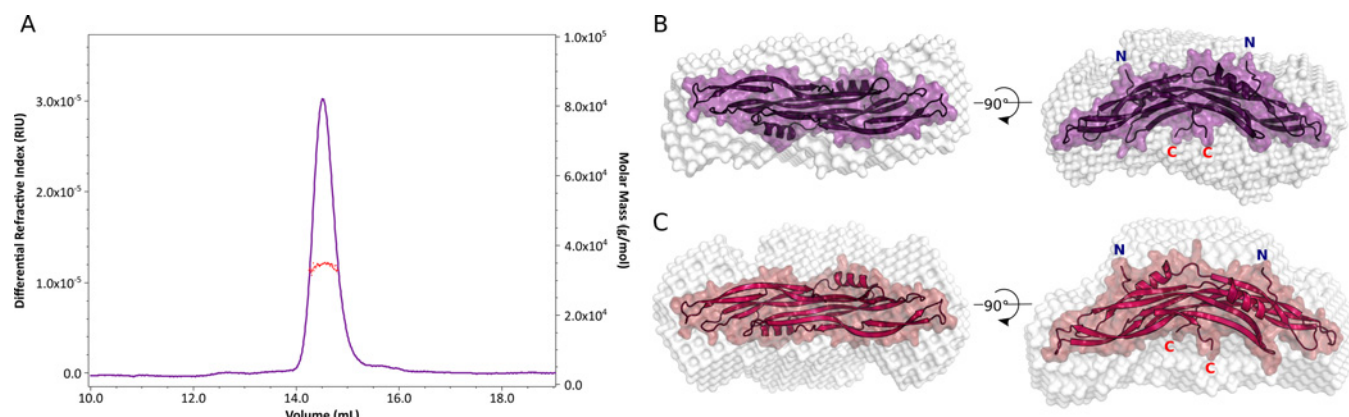 A
Differential Refractive Index (RIU)
3.0x10⁻⁵
2.0x10⁻⁵
1.0x10⁻⁵
0.0
10.0
12.0
14.0
16.0
18.0
Volume (mL)
1.0x10⁵
8.0x10⁴
6.0x10⁴
4.0x10⁴
2.0x10⁴
0.0
Molar Mass (g/mol)
B
90°
N
N
C
C
C
90°
N
N
C
C